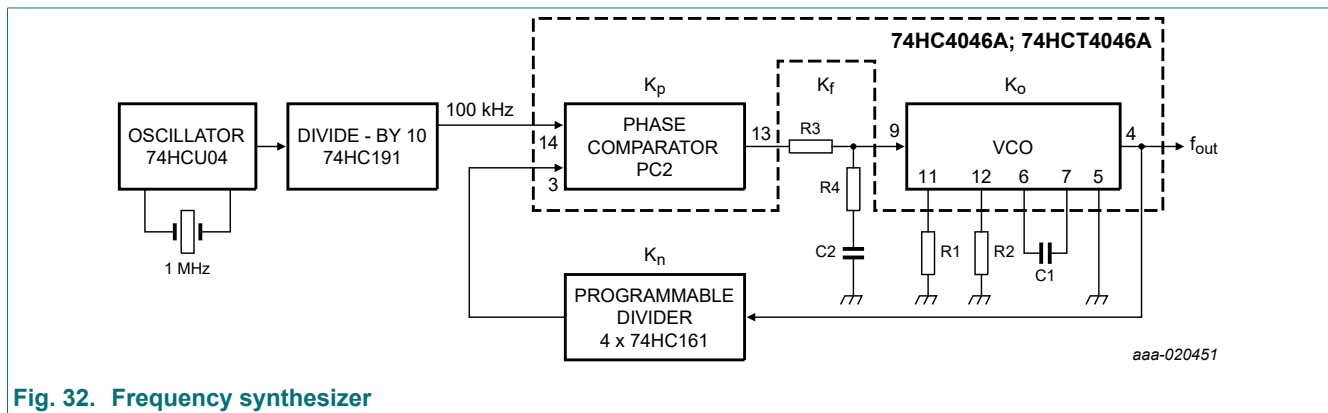 74HC4046A; 74HCT4046A
Kp
Kf
Ko
100 kHz
OSCILLATOR
74HCU04
DIVIDE - BY 10
74HC191
14
3
PHASE
COMPARATOR
PC2
13
R3
9
VCO
4
fout
11
12
6
7
5
R4
R1
R2
C1
C2
1 MHz
Kn
PROGRAMMABLE
DIVIDER
4 x 74HC161
aaa-020451
Fig. 32. Frequency synthesizer